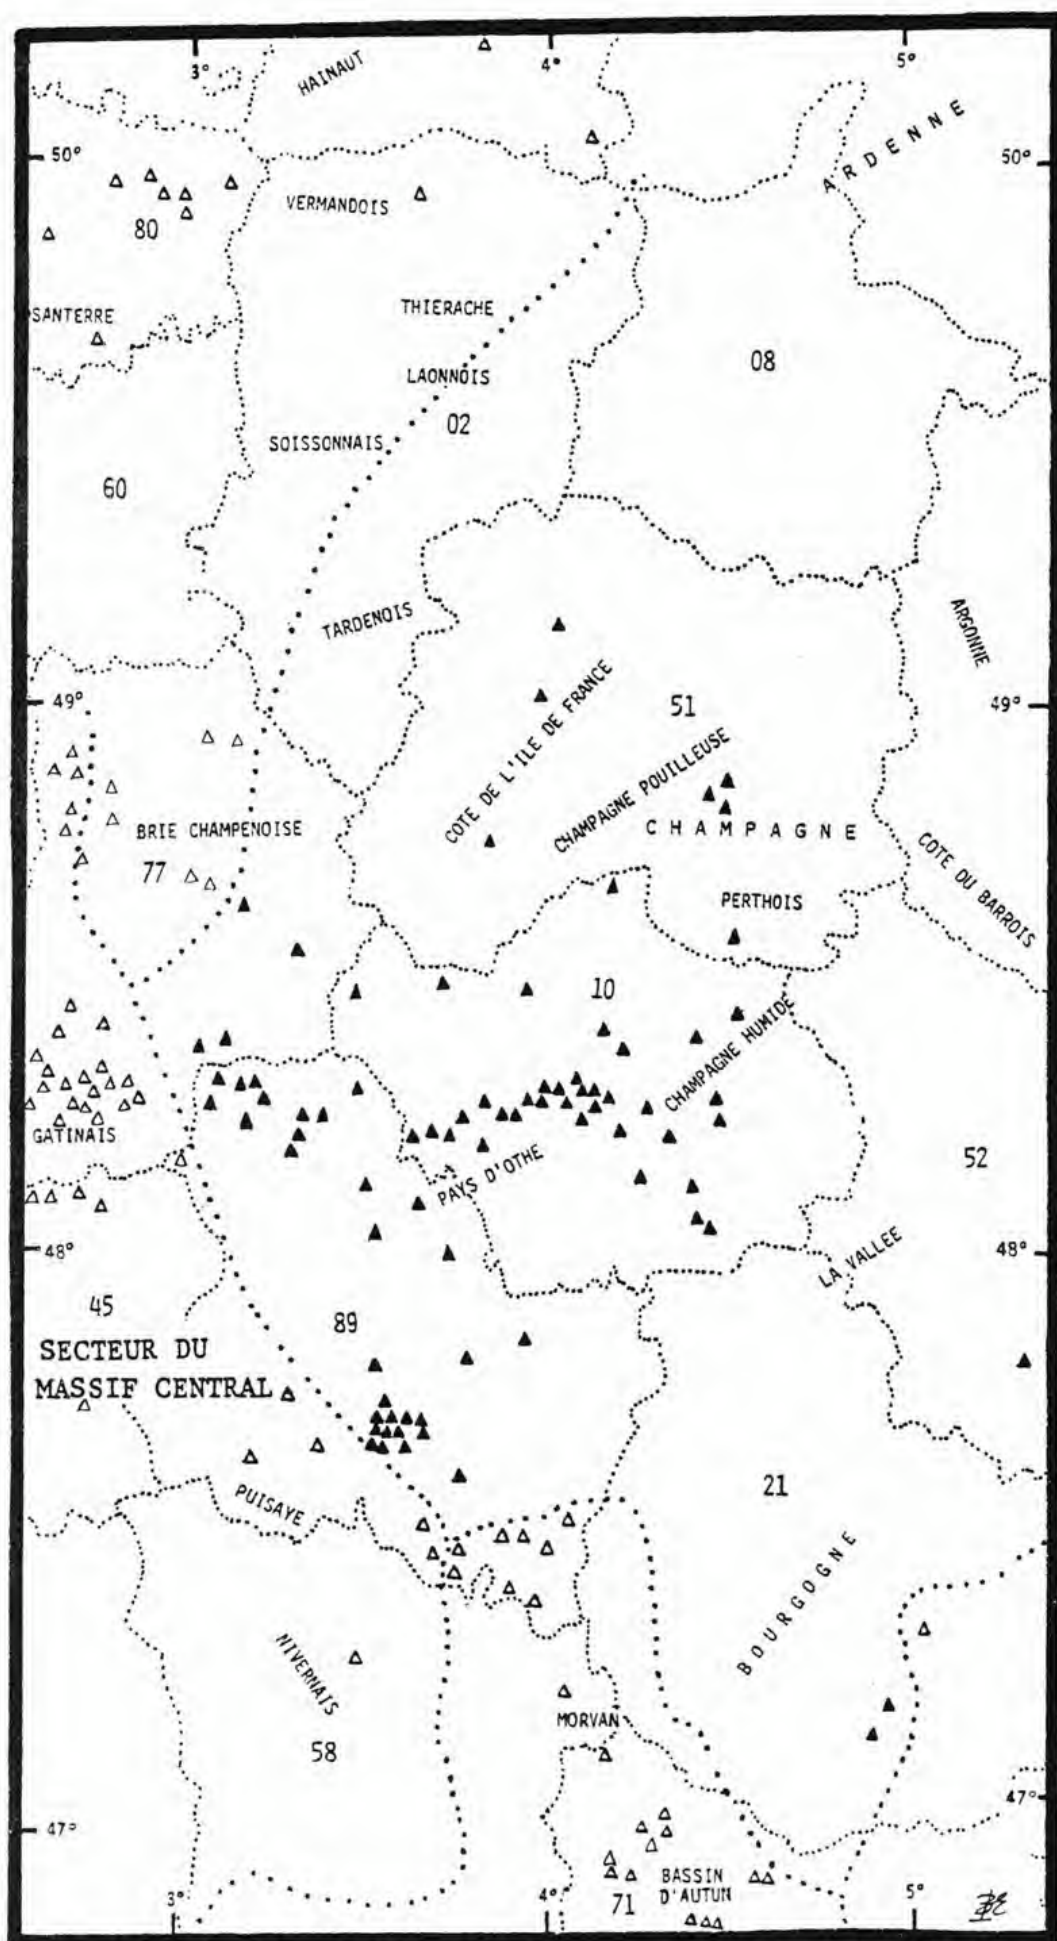 3°
4°
5°
HAINAUT
ARDENNE
50°
50°
VERMANDOIS
80
SANTERRE
THIERACHE
08
LAONNOIS
02
SOISSONNAIS
60
TARDENOIS
ARGONNE
49°
49°
51
COTE DE L'ILE DE FRANCE
CHAMPAGNE POUILLEUSE
BRIE CHAMPENOISE
CHAMPAGNE
77
COTE DU BARROIS
PERTHOIS
10
CHAMPAGNE HUMIDE
GATINAIS
PAYS D'OTHE
52
48°
48°
LA VALLEE
45
89
SECTEUR DU
MASSIF CENTRAL
21
PUISAYE
BOURGOGNE
NIVERNAIS
MORVAN
58
47°
47°
BASSIN
D'AUTUN
71
3°
4°
5°